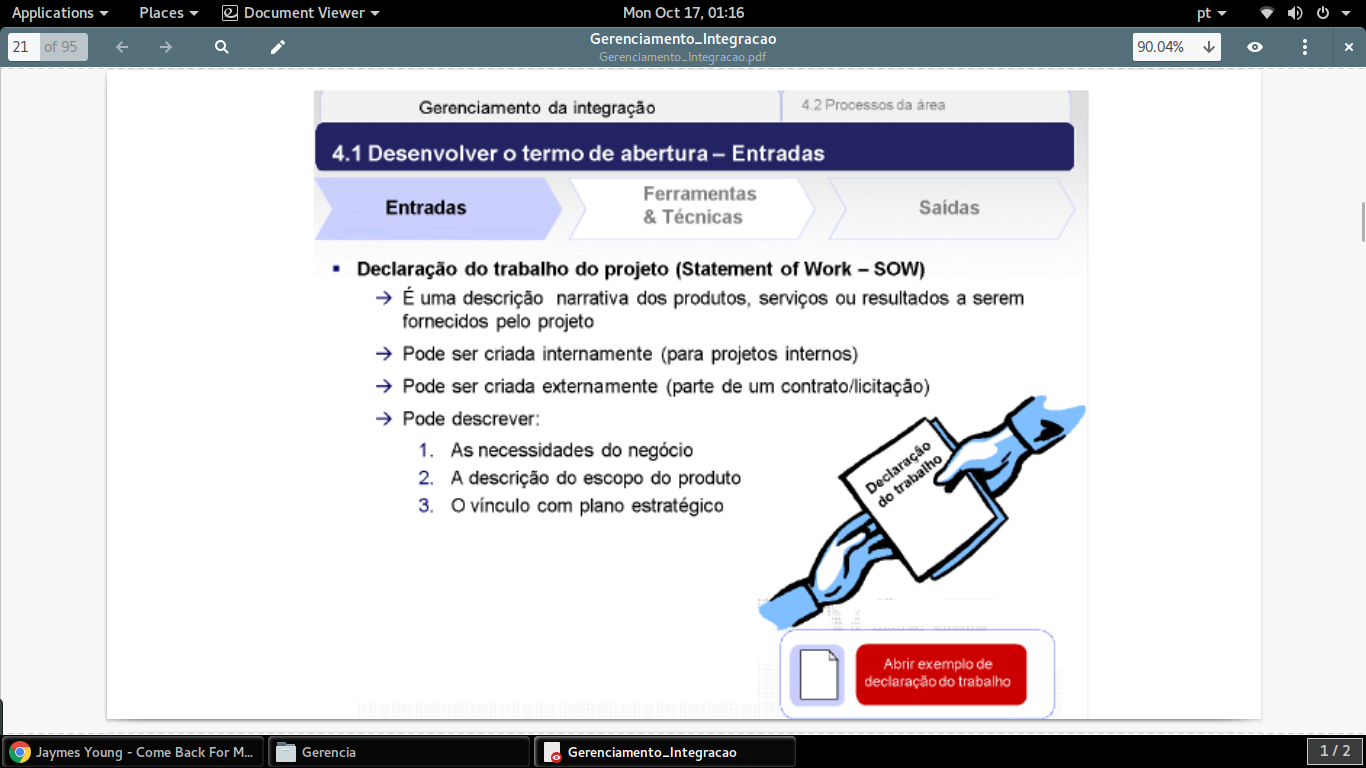 Applications Places Document Viewer Mon Oct 17, 01:16 pt
21 of 95 Gerenciamento_Integracao 90.04%
Gerenciamento_Integracao.pdf
Gerenciamento da integração 4.2 Processos da área
4.1 Desenvolver o termo de abertura – Entradas
Entradas
Ferramentas
& Técnicas
Saídas
▪ Declaração do trabalho do projeto (Statement of Work – SOW)
→ É uma descrição narrativa dos produtos, serviços ou resultados a serem
fornecidos pelo projeto
→ Pode ser criada internamente (para projetos internos)
→ Pode ser criada externamente (parte de um contrato/licitação)
→ Pode descrever:
1. As necessidades do negócio
2. A descrição do escopo do produto
3. O vínculo com plano estratégico
Declaração
do trabalho
Abrir exemplo de
declaração do trabalho
Jaymes Young - Come Back For M... Gerencia Gerenciamento_Integracao 1 / 2